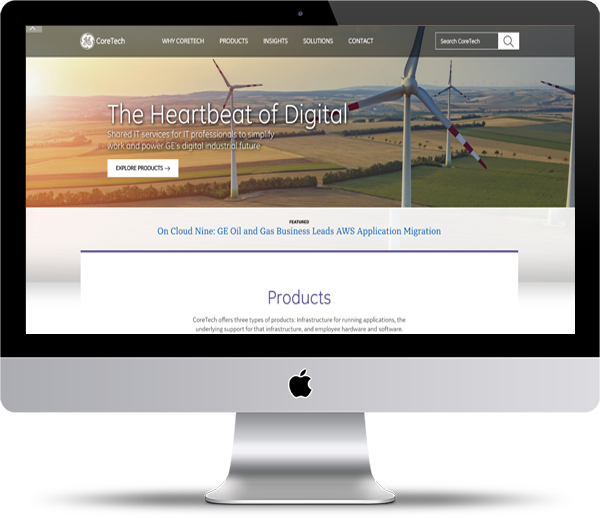 CoreTech
WHY CORETECH
PRODUCTS
INSIGHTS
SOLUTIONS
CONTACT
Search CoreTech
The Heartbeat of Digital
Shared IT services for IT professionals to simplify
work and power GE's digital industrial future
EXPLORE PRODUCTS →
FEATURED
On Cloud Nine: GE Oil and Gas Business Leads AWS Application Migration
Products
CoreTech offers three types of products: Infrastructure for running applications, the
underlying support for that infrastructure, and employee hardware and software.